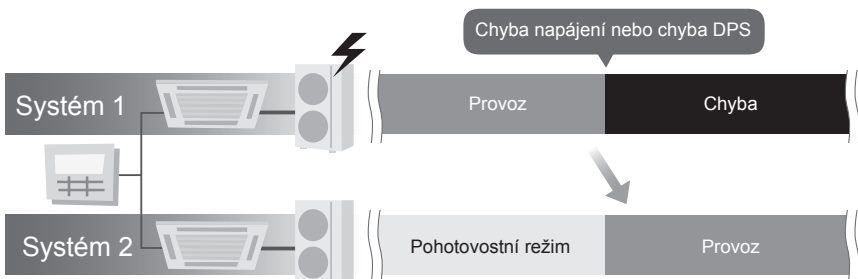 Chyba napájení nebo chyba DPS
Systém 1
Provoz
Chyba
Systém 2
Pohotovostní režim
Provoz